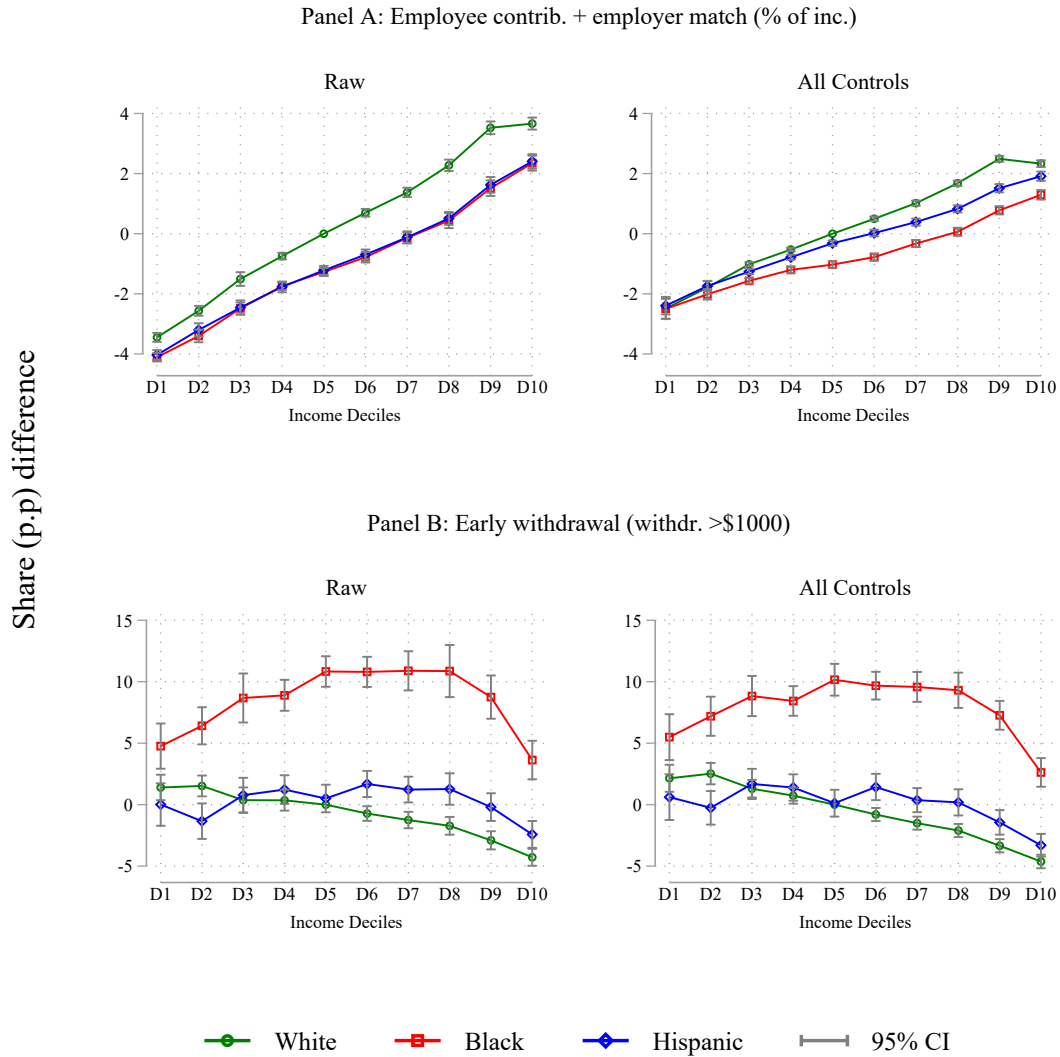 Panel A: Employee contrib. + employer match (% of inc.)
Raw
4
2
0
-2
-4
D1 D2 D3 D4 D5 D6 D7 D8 D9 D10
Income Deciles
All Controls
4
2
0
-2
-4
D1 D2 D3 D4 D5 D6 D7 D8 D9 D10
Income Deciles
Share (p.p) difference
Panel B: Early withdrawal (withdr. >$1000)
Raw
15
10
5
0
-5
D1 D2 D3 D4 D5 D6 D7 D8 D9 D10
Income Deciles
All Controls
15
10
5
0
-5
D1 D2 D3 D4 D5 D6 D7 D8 D9 D10
Income Deciles
White Black Hispanic 95% CI